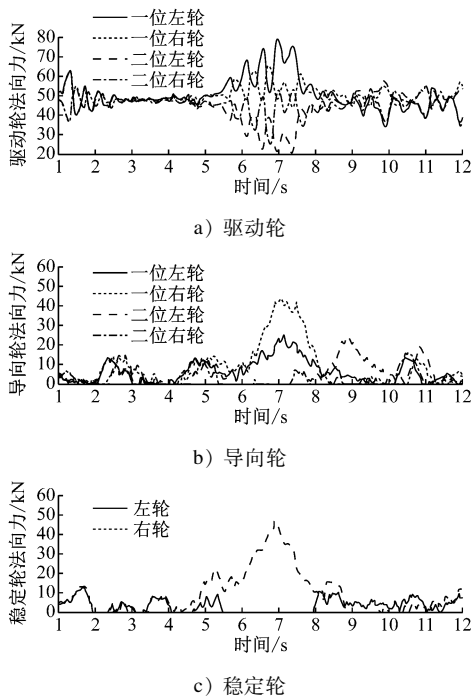 驱动轮法向力/kN
80
70
60
50
40
30
20
一位左轮
一位右轮
二位左轮
二位右轮
1 2 3 4 5 6 7 8 9 10 11 12
时间/s
a) 驱动轮
导向轮法向力/kN
60
50
40
30
20
10
0
一位左轮
一位右轮
二位左轮
二位右轮
1 2 3 4 5 6 7 8 9 10 11 12
时间/s
b) 导向轮
稳定轮法向力/kN
60
50
40
30
20
10
0
左轮
右轮
1 2 3 4 5 6 7 8 9 10 11 12
时间/s
c) 稳定轮